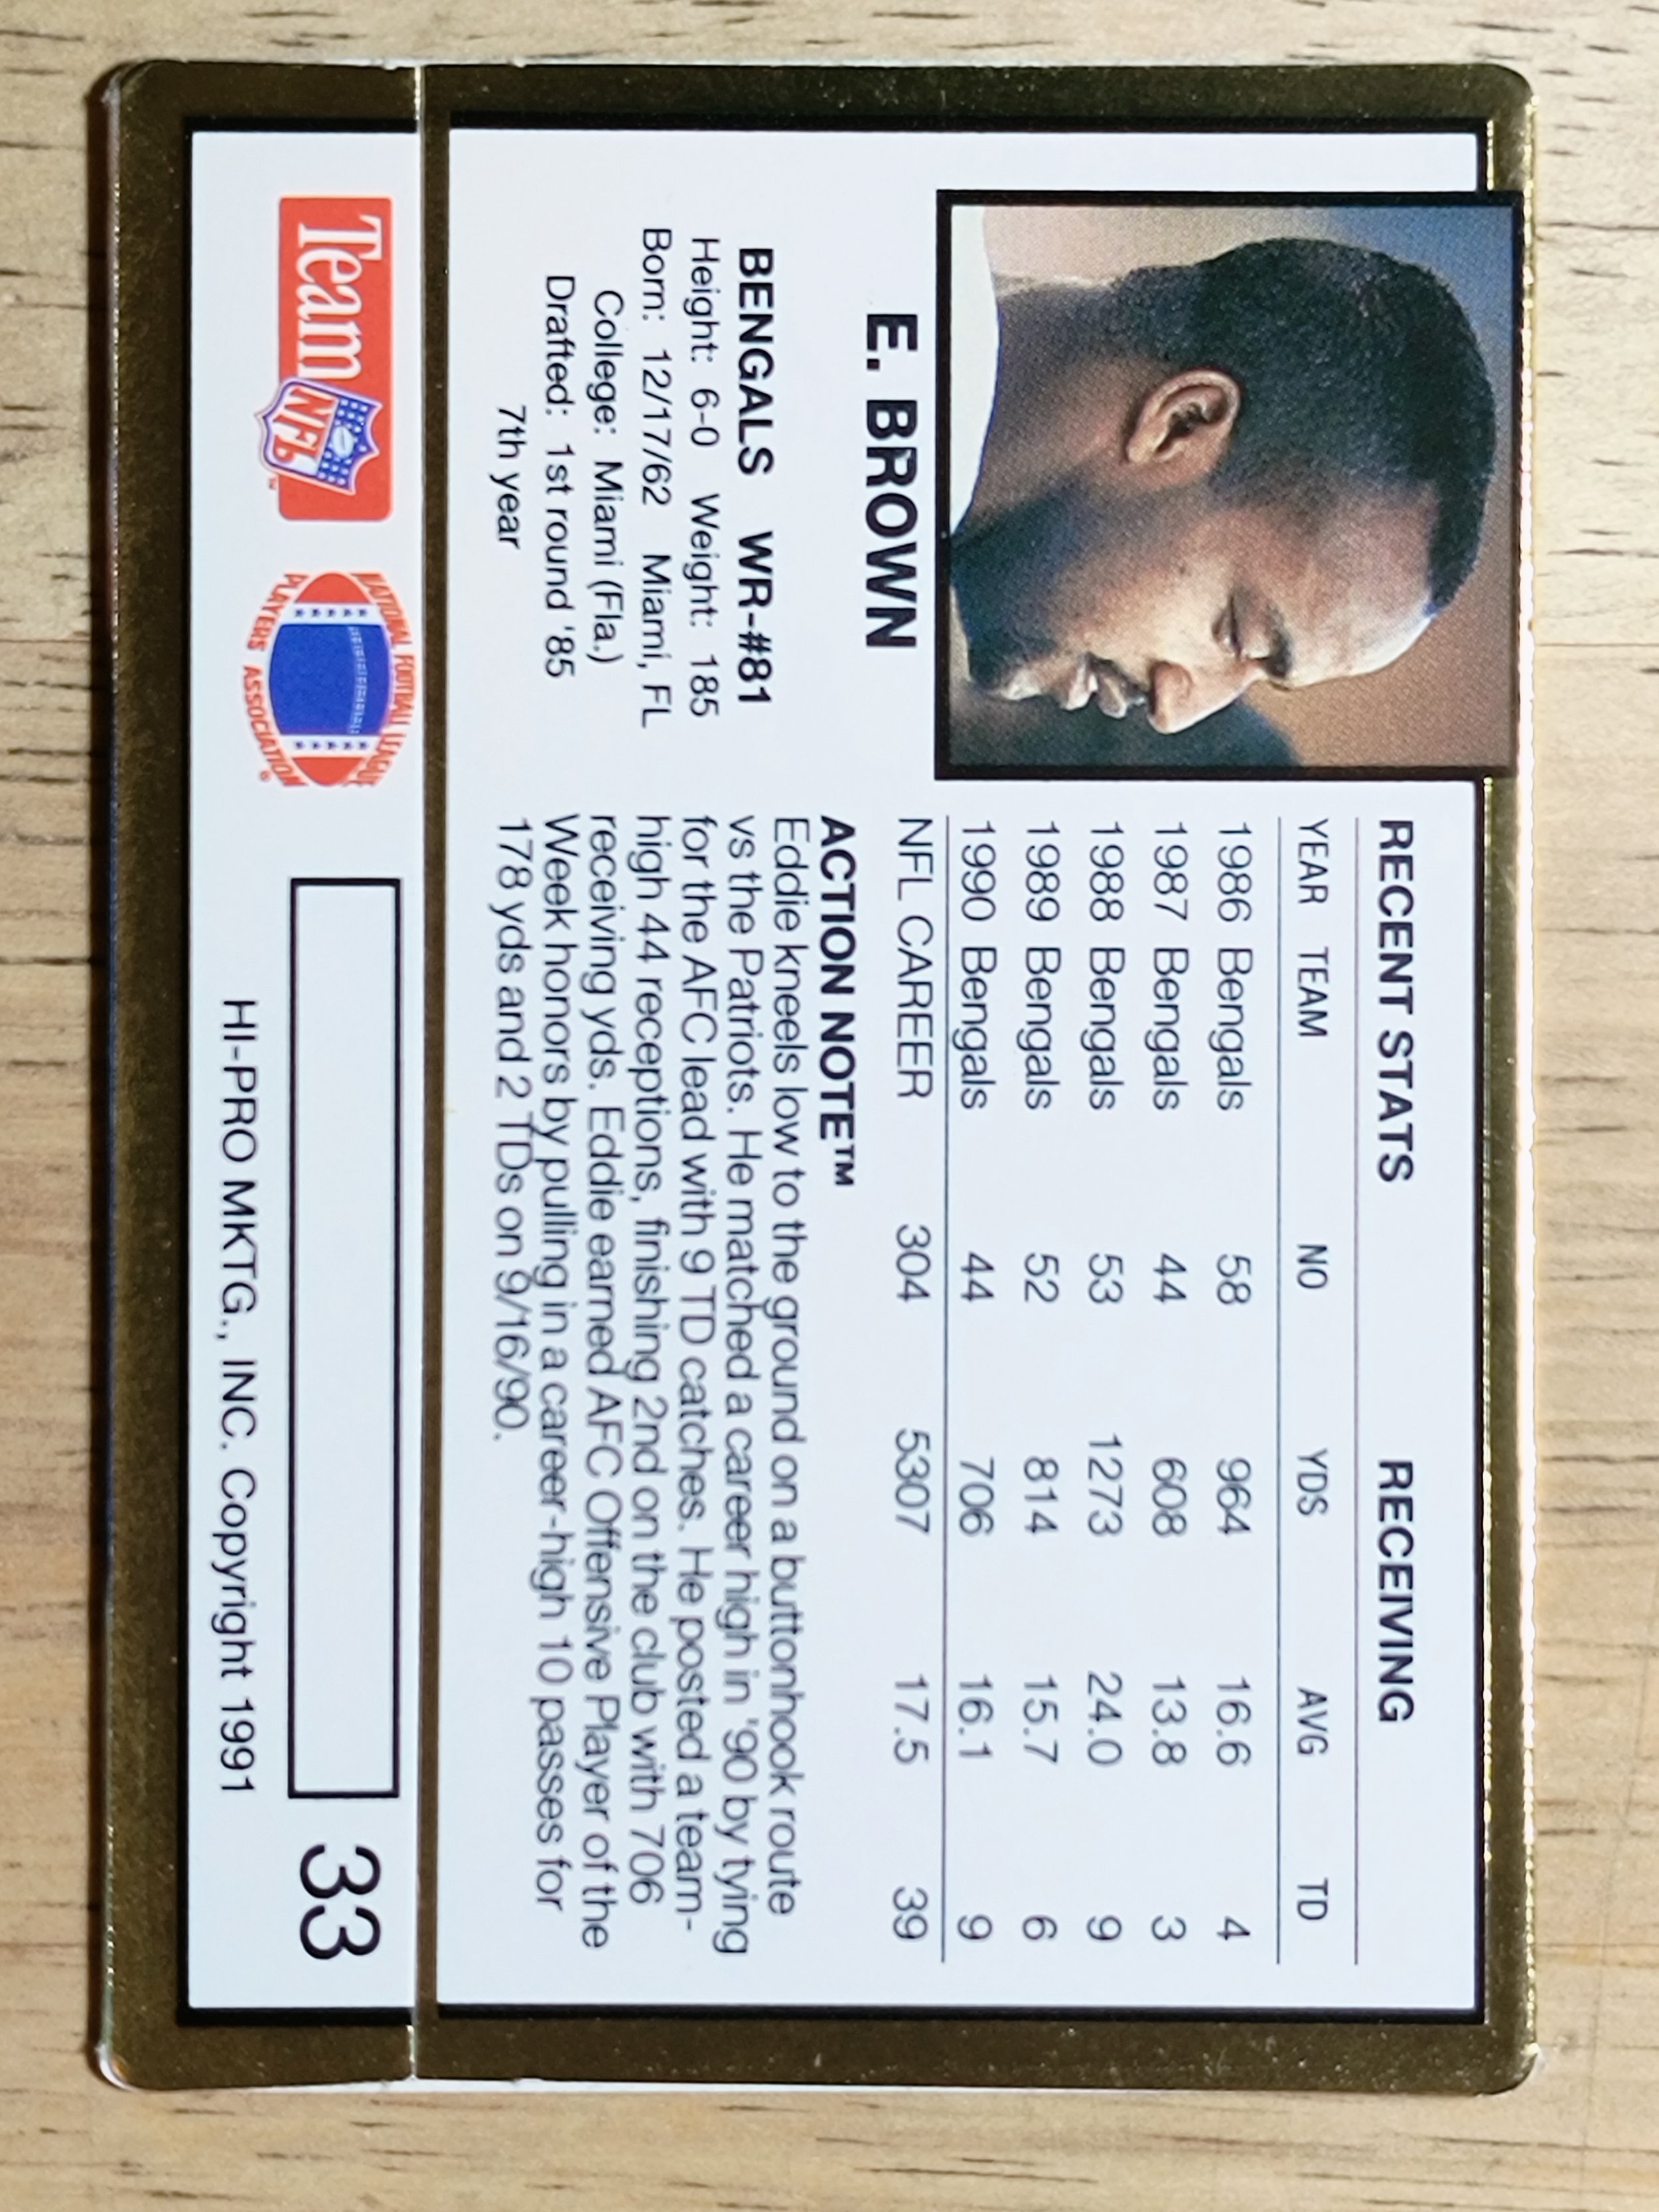 RECENT STATS RECEIVING
YEAR TEAM NO YDS AVG TD
1986 Bengals 58 964 16.6 4
1987 Bengals 44 608 13.8 3
1988 Bengals 53 1273 24.0 9
1989 Bengals 52 814 15.7 6
1990 Bengals 44 706 16.1 9
NFL CAREER 304 5307 17.5 39
E. BROWN
BENGALS WR-#81
Height: 6-0 Weight: 185
Born: 12/17/62 Miami, FL
College: Miami (Fla.)
Drafted: 1st round '85
7th year
ACTION NOTE™
Eddie kneels low to the ground on a buttonhook route
vs the Patriots. He matched a career high in '90 by tying
for the AFC lead with 9 TD catches. He posted a team-
high 44 receptions, finishing 2nd on the club with 706
receiving yds. Eddie earned AFC Offensive Player of the
Week honors by pulling in a career-high 10 passes for
178 yds and 2 TDs on 9/16/90.
Team NFL™
NATIONAL FOOTBALL LEAGUE
PLAYERS ASSOCIATION®
33
HI-PRO MKTG., INC. Copyright 1991